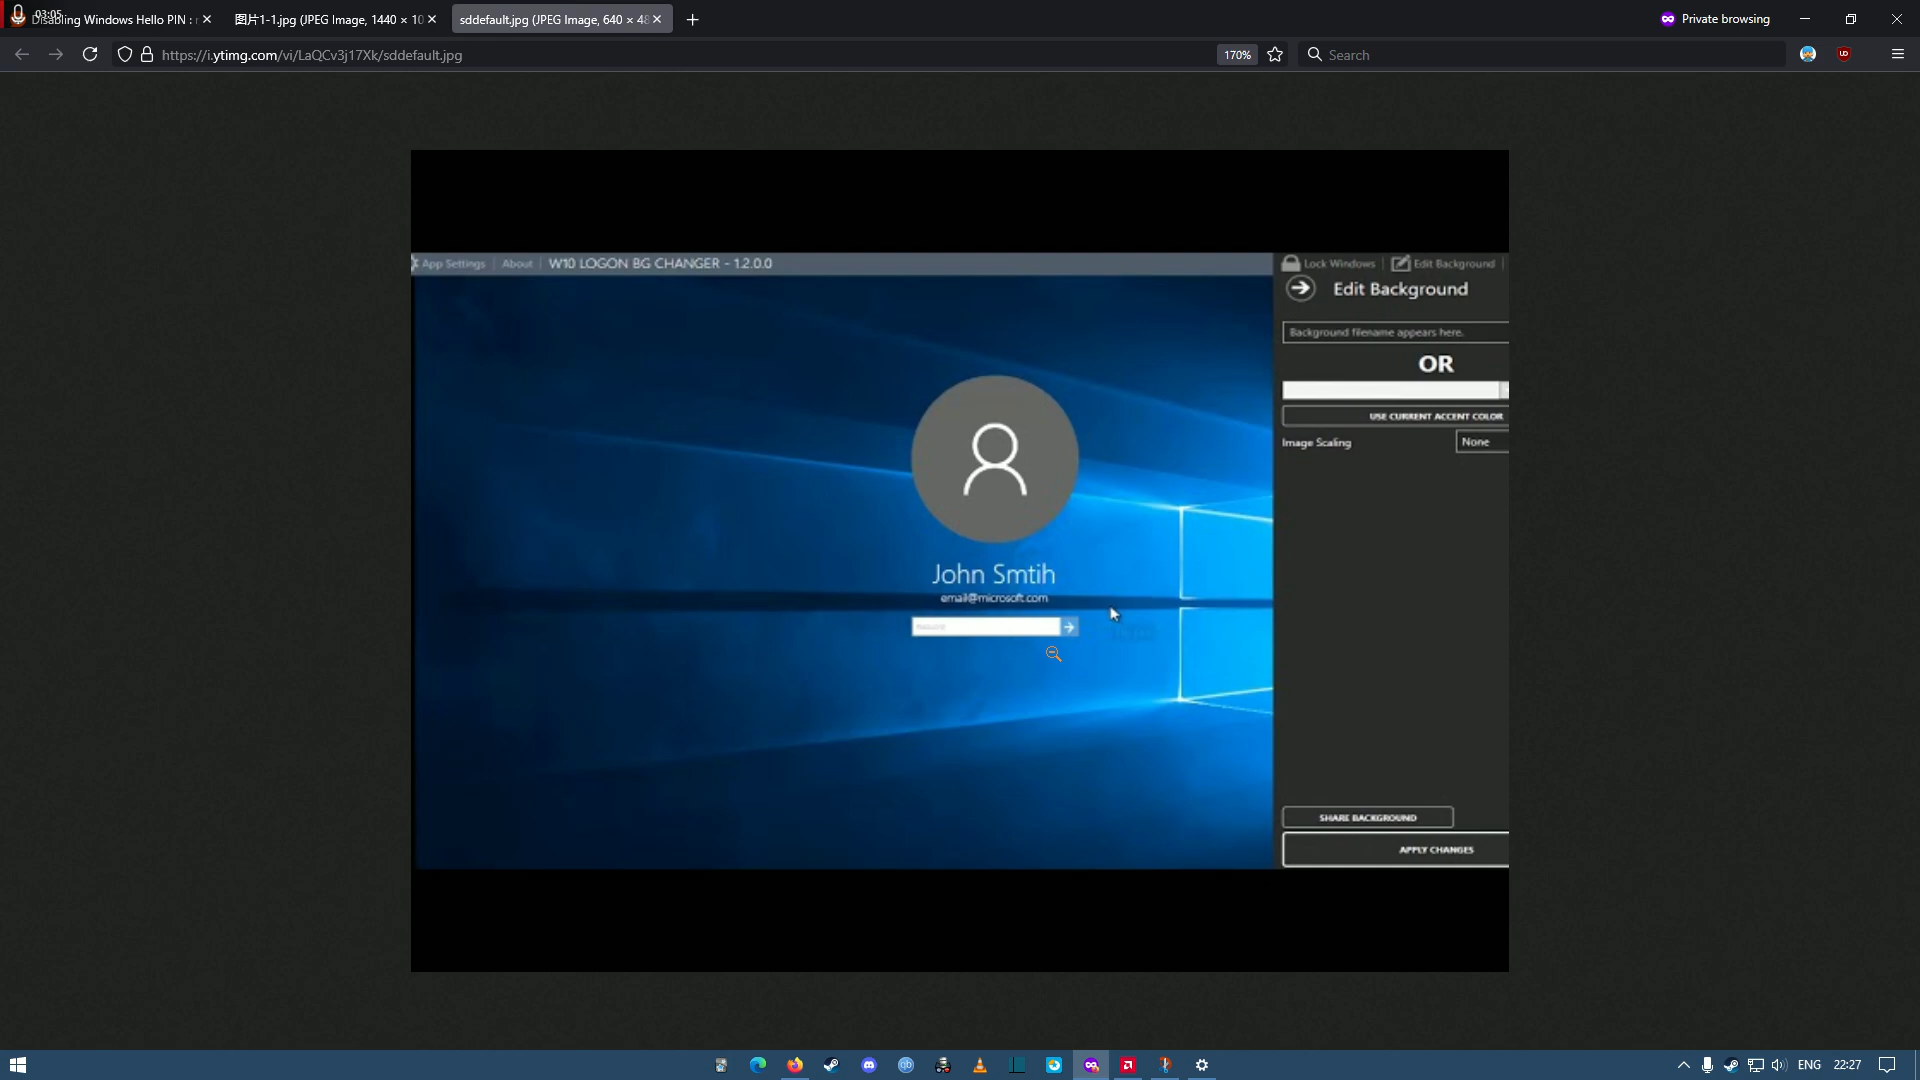 03:05
Disabling Windows Hello PIN :
图片1-1.jpg (JPEG Image, 1440 × 10
sddefault.jpg (JPEG Image, 640 × 48
Private browsing
https://i.ytimg.com/vi/LaQCv3j17Xk/sddefault.jpg
170%
Search
App Settings
About
W10 LOGON BG CHANGER - 1.2.0.0
Lock Windows
Edit Background
Edit Background
Background filename appears here.
OR
USE CURRENT ACCENT COLOR
Image Scaling
None
John Smtih
email@microsoft.com
SHARE BACKGROUND
APPLY CHANGES
ENG
22:27